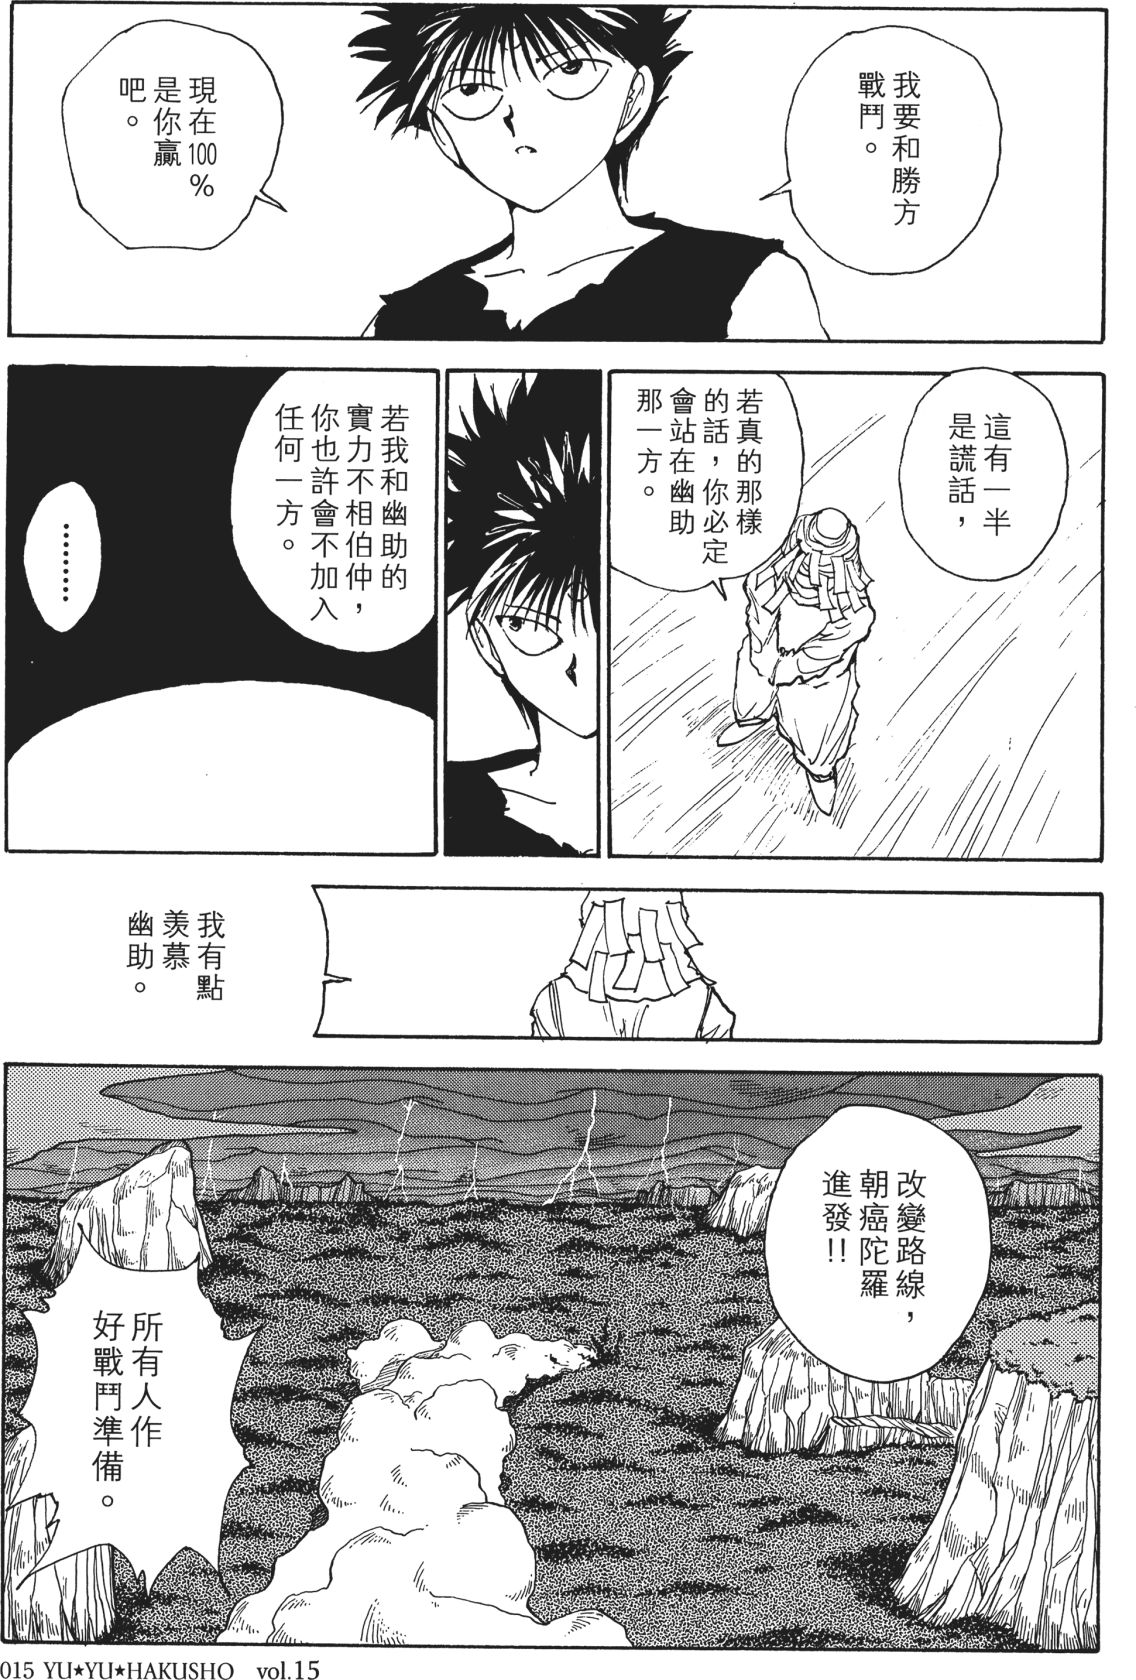 我要和勝方
戰鬥。
現在100%
是你贏
吧。
這有一半
是謊話，
若真的那樣
的話，你必定
會站在幽助
那一方。
若我和幽助的
實力不相伯仲，
你也許會不加入
任何一方。
………
我有點
羨慕
幽助。
改變路線，
朝癌陀羅
進發!!
所有人作
好戰鬥準備。
015 YU★YU★HAKUSHO vol.15